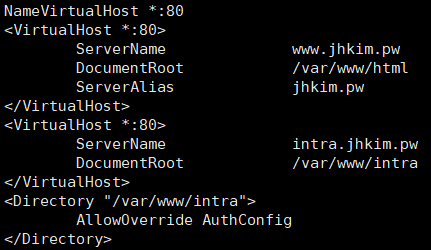 NameVirtualHost *:80
<VirtualHost *:80>
        ServerName              www.jhkim.pw
        DocumentRoot            /var/www/html
        ServerAlias             jhkim.pw
</VirtualHost>
<VirtualHost *:80>
        ServerName              intra.jhkim.pw
        DocumentRoot            /var/www/intra
</VirtualHost>
<Directory "/var/www/intra">
        AllowOverride AuthConfig
</Directory>